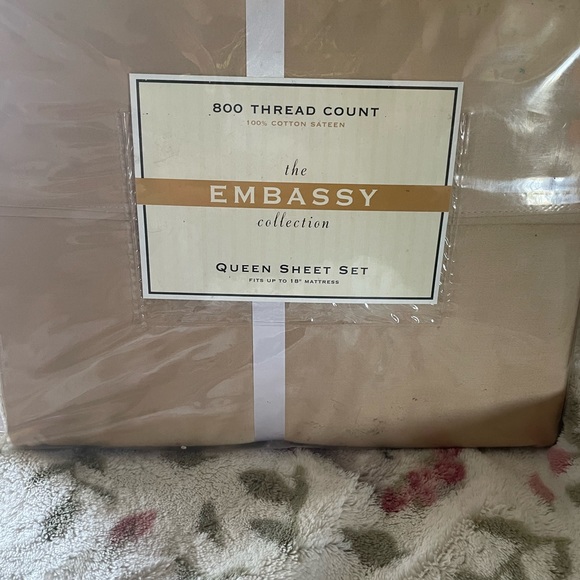 800 THREAD COUNT
100% COTTON SATEEN
the
EMBASSY
collection
QUEEN SHEET SET
FITS UP TO 18" MATTRESS